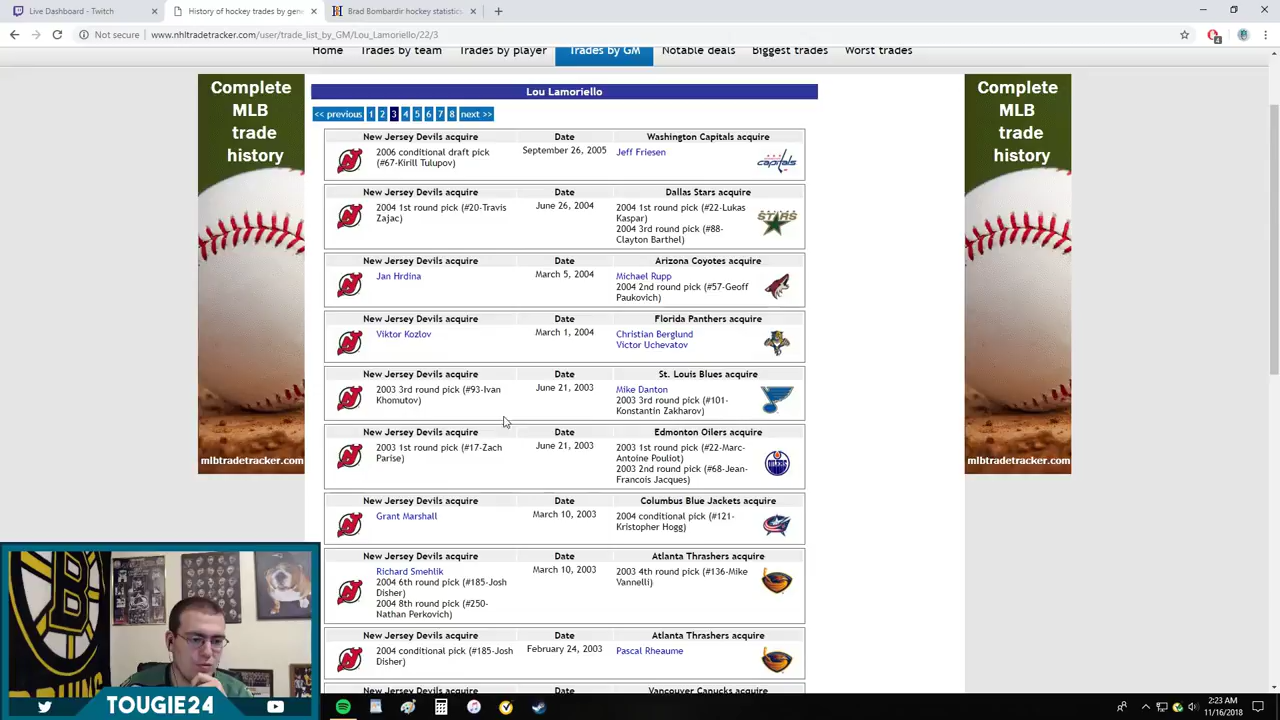 Live Dashboard - Twitch
History of hockey trades by gene
Brad Bombardir hockey statistics
Not secure
www.nhltradetracker.com/user/trade_list_by_GM/Lou_Lamoriello/22/3
Home Trades by team Trades by player Trades by GM Notable deals Biggest trades Worst trades
Complete
MLB
trade
history
mlbtradetracker.com
Lou Lamoriello
<< previous 1 2 3 4 5 6 7 8 next >>
New Jersey Devils acquire Date Washington Capitals acquire
2006 conditional draft pick
(#67-Kirill Tulupov)
September 26, 2005
Jeff Friesen
capitals
New Jersey Devils acquire Date Dallas Stars acquire
2004 1st round pick (#20-Travis
Zajac)
June 26, 2004
2004 1st round pick (#22-Lukas
Kaspar)
2004 3rd round pick (#88-
Clayton Barthel)
STARS
New Jersey Devils acquire Date Arizona Coyotes acquire
Jan Hrdina
March 5, 2004
Michael Rupp
2004 2nd round pick (#57-Geoff
Paukovich)
New Jersey Devils acquire Date Florida Panthers acquire
Viktor Kozlov
March 1, 2004
Christian Berglund
Victor Uchevatov
New Jersey Devils acquire Date St. Louis Blues acquire
2003 3rd round pick (#93-Ivan
Khomutov)
June 21, 2003
Mike Danton
2003 3rd round pick (#101-
Konstantin Zakharov)
New Jersey Devils acquire Date Edmonton Oilers acquire
2003 1st round pick (#17-Zach
Parise)
June 21, 2003
2003 1st round pick (#22-Marc-
Antoine Pouliot)
2003 2nd round pick (#68-Jean-
Francois Jacques)
New Jersey Devils acquire Date Columbus Blue Jackets acquire
Grant Marshall
March 10, 2003
2004 conditional pick (#121-
Kristopher Hogg)
New Jersey Devils acquire Date Atlanta Thrashers acquire
Richard Smehlik
2004 6th round pick (#185-Josh
Disher)
2004 8th round pick (#250-
Nathan Perkovich)
March 10, 2003
2003 4th round pick (#136-Mike
Vannelli)
New Jersey Devils acquire Date Atlanta Thrashers acquire
2004 conditional pick (#185-Josh
Disher)
February 24, 2003
Pascal Rheaume
New Jersey Devils acquire Date Vancouver Canucks acquire
Complete
MLB
trade
history
mlbtradetracker.com
TOUGIE24
2:23 AM
11/16/2018